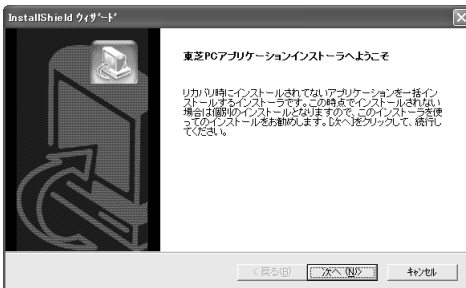 InstallShield ウィザード
東芝PCアプリケーションインストーラへようこそ
リカバリ時にインストールされてないアプリケーションを一括イン
ストールするインストーラです。この時点でインストールされない
場合は個別のインストールとなりますので、このインストーラを使
ってのインストールをお勧めします。[次へ]をクリックして、続行し
てください。
< 戻る(B)
次へ(N)>
キャンセル